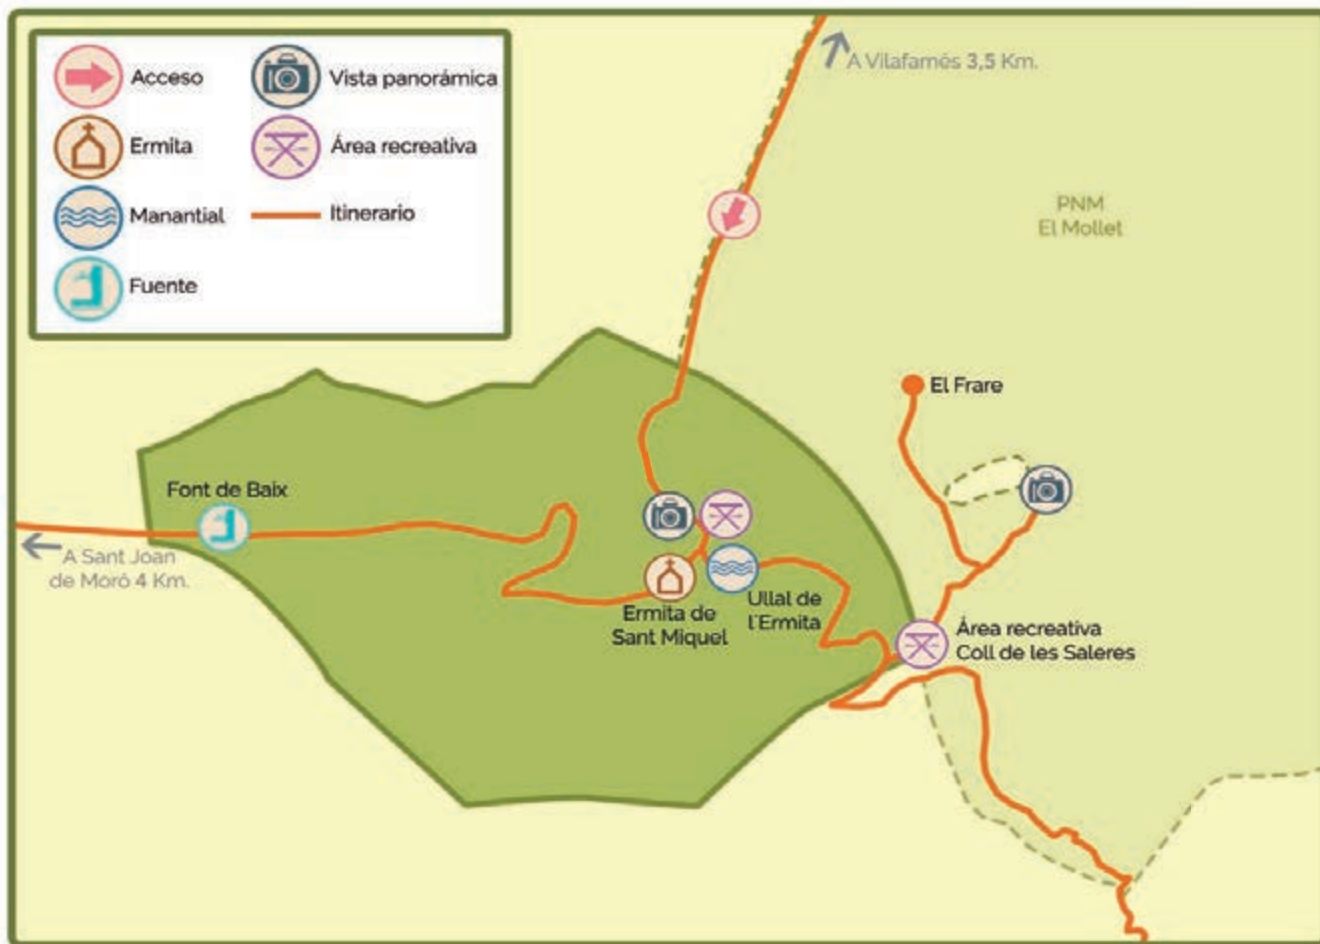 Acceso
Vista panorámica
Ermita
Área recreativa
Manantial
Itinerario
Fuente
A Vilafamés 3,5 Km.
PNM
El Mollet
El Frare
Font de Baix
A Sant Joan
de Moró 4 Km.
Ermita de
Sant Miquel
Ullal de
l'Ermita
Área recreativa
Coll de les Saleres